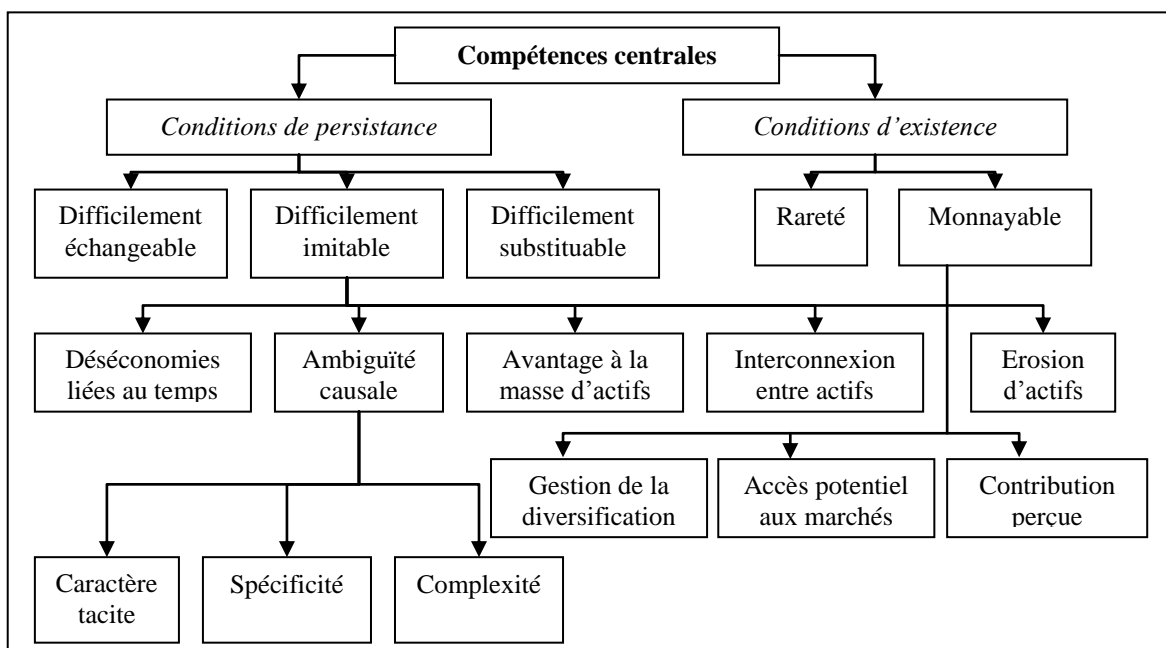 Compétences centrales
Conditions de persistance
Conditions d’existence
Difficilement
échangeable
Difficilement
imitable
Difficilement
substituable
Rareté
Monnayable
Déséconomies
liées au temps
Ambiguïté
causale
Avantage à la
masse d’actifs
Interconnexion
entre actifs
Erosion
d’actifs
Gestion de la
diversification
Accès potentiel
aux marchés
Contribution
perçue
Caractère
tacite
Spécificité
Complexité